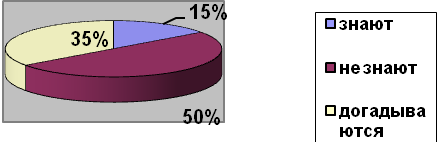 15%
35%
50%
знают
не знают
догадыва
ются